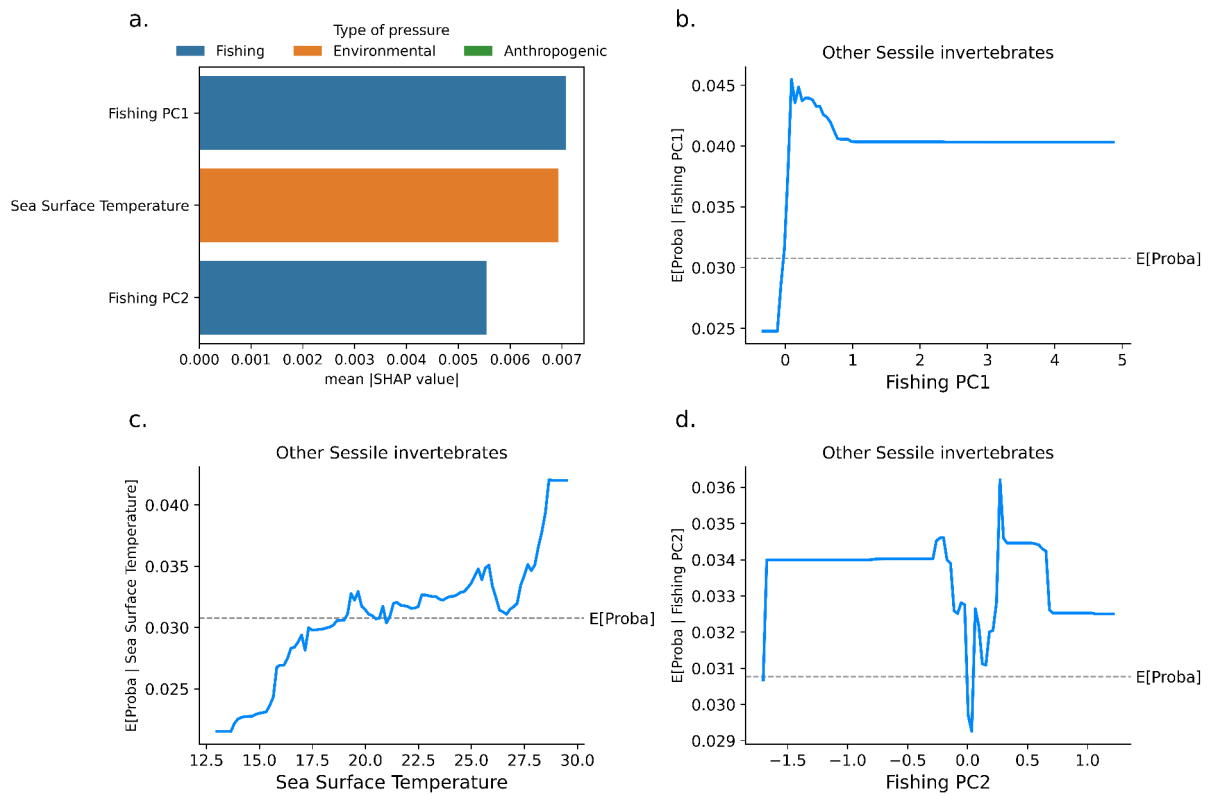 a.
Type of pressure
Fishing Environmental Anthropogenic
Fishing PC1
Sea Surface Temperature
Fishing PC2
0.000 0.001 0.002 0.003 0.004 0.005 0.006 0.007
mean |SHAP value|
b.
Other Sessile invertebrates
E[Proba | Fishing PC1]
0.045
0.040
0.035
0.030
0.025
E[Proba]
0 1 2 3 4 5
Fishing PC1
c.
Other Sessile invertebrates
E[Proba | Sea Surface Temperature]
0.040
0.035
0.030
0.025
E[Proba]
12.5 15.0 17.5 20.0 22.5 25.0 27.5 30.0
Sea Surface Temperature
d.
Other Sessile invertebrates
E[Proba | Fishing PC2]
0.036
0.035
0.034
0.033
0.032
0.031
0.030
0.029
E[Proba]
−1.5 −1.0 −0.5 0.0 0.5 1.0
Fishing PC2